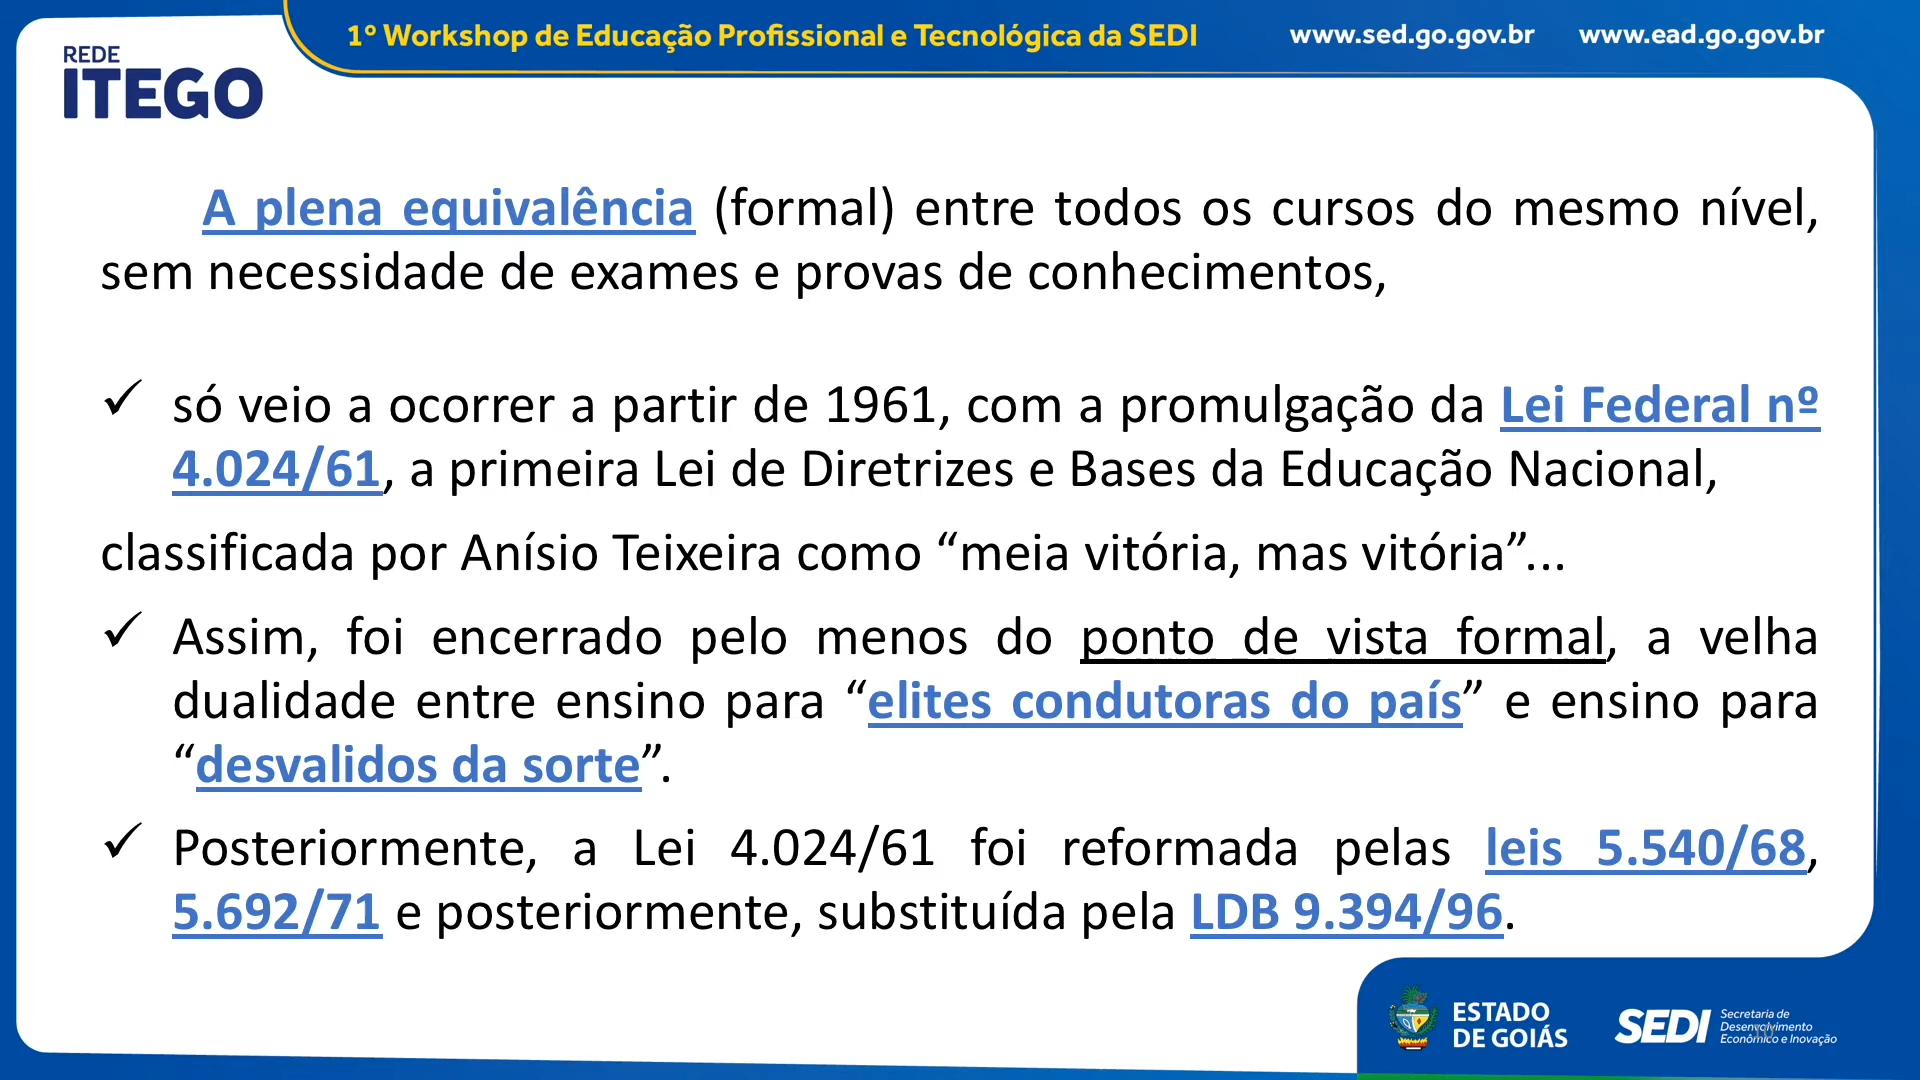 1º Workshop de Educação Profissional e Tecnológica da SEDI
www.sed.go.gov.br
www.ead.go.gov.br
REDE
ITEGO
A plena equivalência (formal) entre todos os cursos do mesmo nível,
sem necessidade de exames e provas de conhecimentos,
✓ só veio a ocorrer a partir de 1961, com a promulgação da Lei Federal nº
4.024/61, a primeira Lei de Diretrizes e Bases da Educação Nacional,
classificada por Anísio Teixeira como “meia vitória, mas vitória”...
✓ Assim, foi encerrado pelo menos do ponto de vista formal, a velha
dualidade entre ensino para “elites condutoras do país” e ensino para
“desvalidos da sorte”.
✓ Posteriormente, a Lei 4.024/61 foi reformada pelas leis 5.540/68,
5.692/71 e posteriormente, substituída pela LDB 9.394/96.
ESTADO
DE GOIÁS
SEDI
Secretaria de
Desenvolvimento
Econômico e Inovação
10